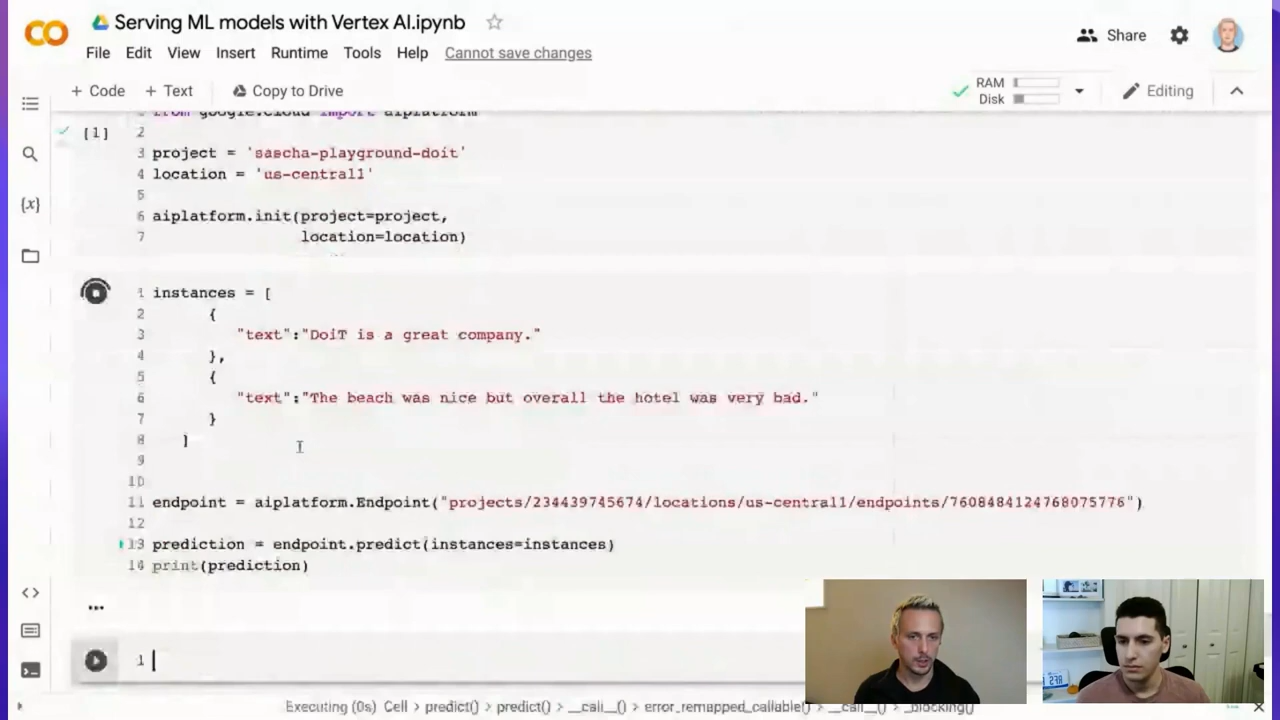 Serving ML models with Vertex AI.ipynb
File Edit View Insert Runtime Tools Help Cannot save changes
Share
+ Code + Text Copy to Drive
RAM
Disk
Editing
from google.cloud import aiplatform
[1] 2
3 project = 'sascha-playground-doit'
4 location = 'us-central1'
5
6 aiplatform.init(project=project,
7 location=location)
1 instances = [
2 {
3 "text":"DoiT is a great company."
4 },
5 {
6 "text":"The beach was nice but overall the hotel was very bad."
7 }
8 ]
9
10
11 endpoint = aiplatform.Endpoint("projects/234439745674/locations/us-central1/endpoints/7608484124768075776")
12
13 prediction = endpoint.predict(instances=instances)
14 print(prediction)
1
Executing (0s) Cell > predict() > predict() > __call__() > error_remapped_callable() > __call__() > _blocking()